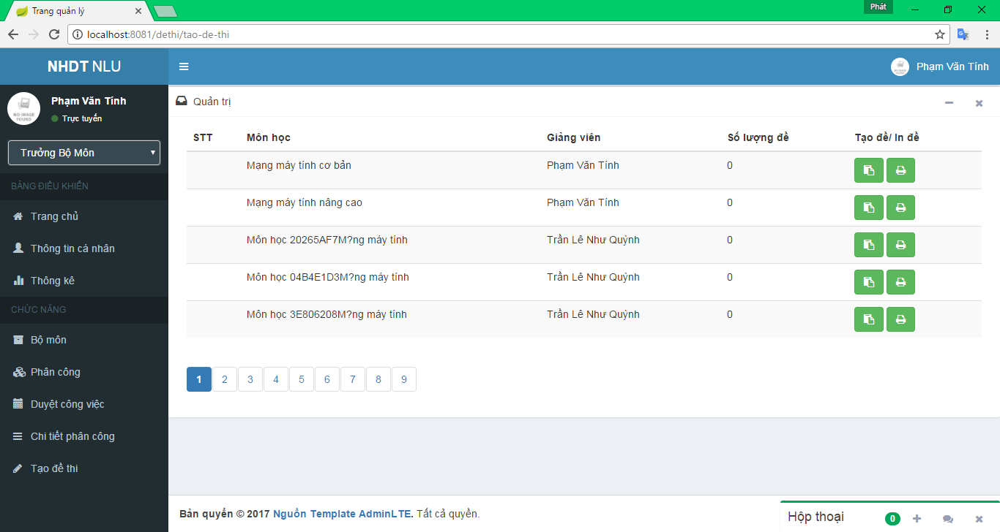 Trang quản lý
Phát
localhost:8081/dethi/tao-de-thi
NHDT NLU
Phạm Văn Tính
NO IMAGE FOUND
Phạm Văn Tính
Trực tuyến
Trưởng Bộ Môn
BẢNG ĐIỀU KHIỂN
Trang chủ
Thông tin cá nhân
Thống kê
CHỨC NĂNG
Bộ môn
Phân công
Duyệt công việc
Chi tiết phân công
Tạo đề thi
Quản trị
STT Môn học Giảng viên Số lượng đề Tạo đề/ In đề
Mạng máy tính cơ bản Phạm Văn Tính 0
Mạng máy tính nâng cao Phạm Văn Tính 0
Môn học 20265AF7M?ng máy tính Trần Lê Như Quỳnh 0
Môn học 04B4E1D3M?ng máy tính Trần Lê Như Quỳnh 0
Môn học 3E806208M?ng máy tính Trần Lê Như Quỳnh 0
1 2 3 4 5 6 7 8 9
Bản quyền © 2017 Nguồn Template AdminLTE. Tất cả quyền.
Hộp thoại 0